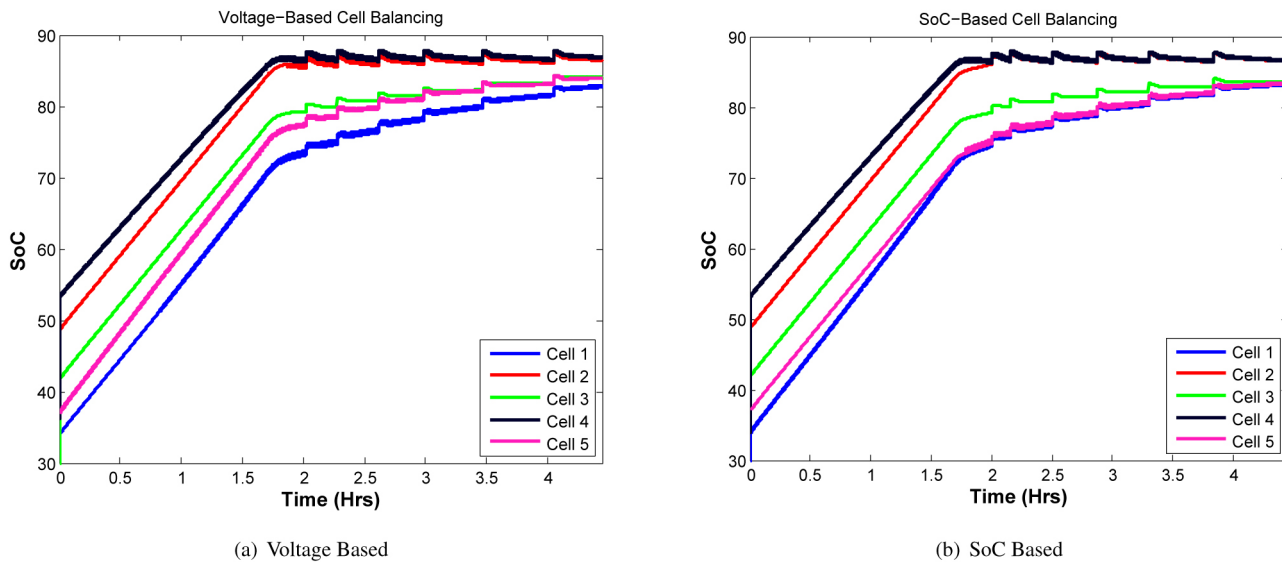 Voltage−Based Cell Balancing
90
80
70
60
50
40
30
SoC
0
0.5
1
1.5
2
2.5
3
3.5
4
Time (Hrs)
Cell 1
Cell 2
Cell 3
Cell 4
Cell 5
(a) Voltage Based
SoC−Based Cell Balancing
90
80
70
60
50
40
30
SoC
0
0.5
1
1.5
2
2.5
3
3.5
4
Time (Hrs)
Cell 1
Cell 2
Cell 3
Cell 4
Cell 5
(b) SoC Based